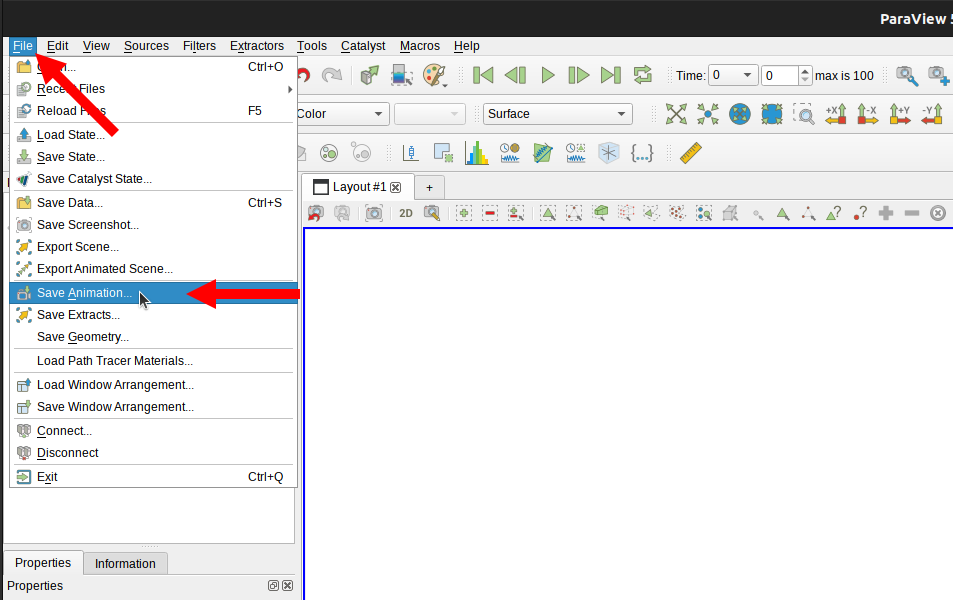 ParaView 5
File Edit View Sources Filters Extractors Tools Catalyst Macros Help
Ctrl+O
Time: 0 0 max is 100
Files
Reload F5
Color Surface
+X -X +Y -Y
Load State...
Save State...
Save Catalyst State...
Layout #1 +
Save Data... Ctrl+S
2D
Save Screenshot...
Export Scene...
Export Animated Scene...
Save Animation...
Save Extracts...
Save Geometry...
Load Path Tracer Materials...
Load Window Arrangement...
Save Window Arrangement...
Connect...
Disconnect
Exit Ctrl+Q
Properties Information
Properties